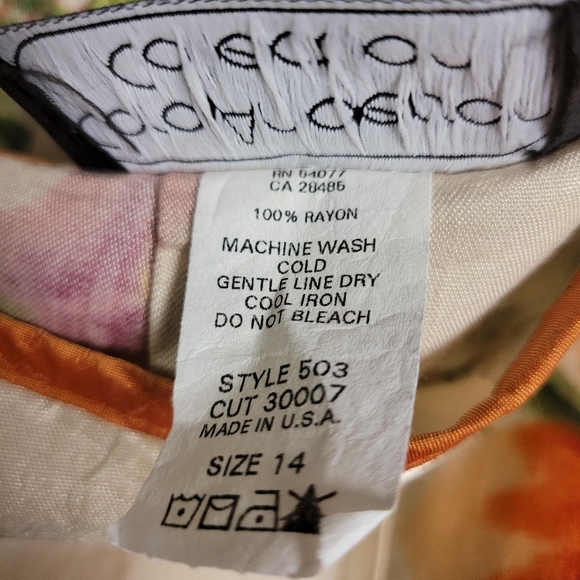 RN 54077
CA 28485
100% RAYON
MACHINE WASH
COLD
GENTLE LINE DRY
COOL IRON
DO NOT BLEACH
STYLE 503
CUT 30007
MADE IN U.S.A.
SIZE 14